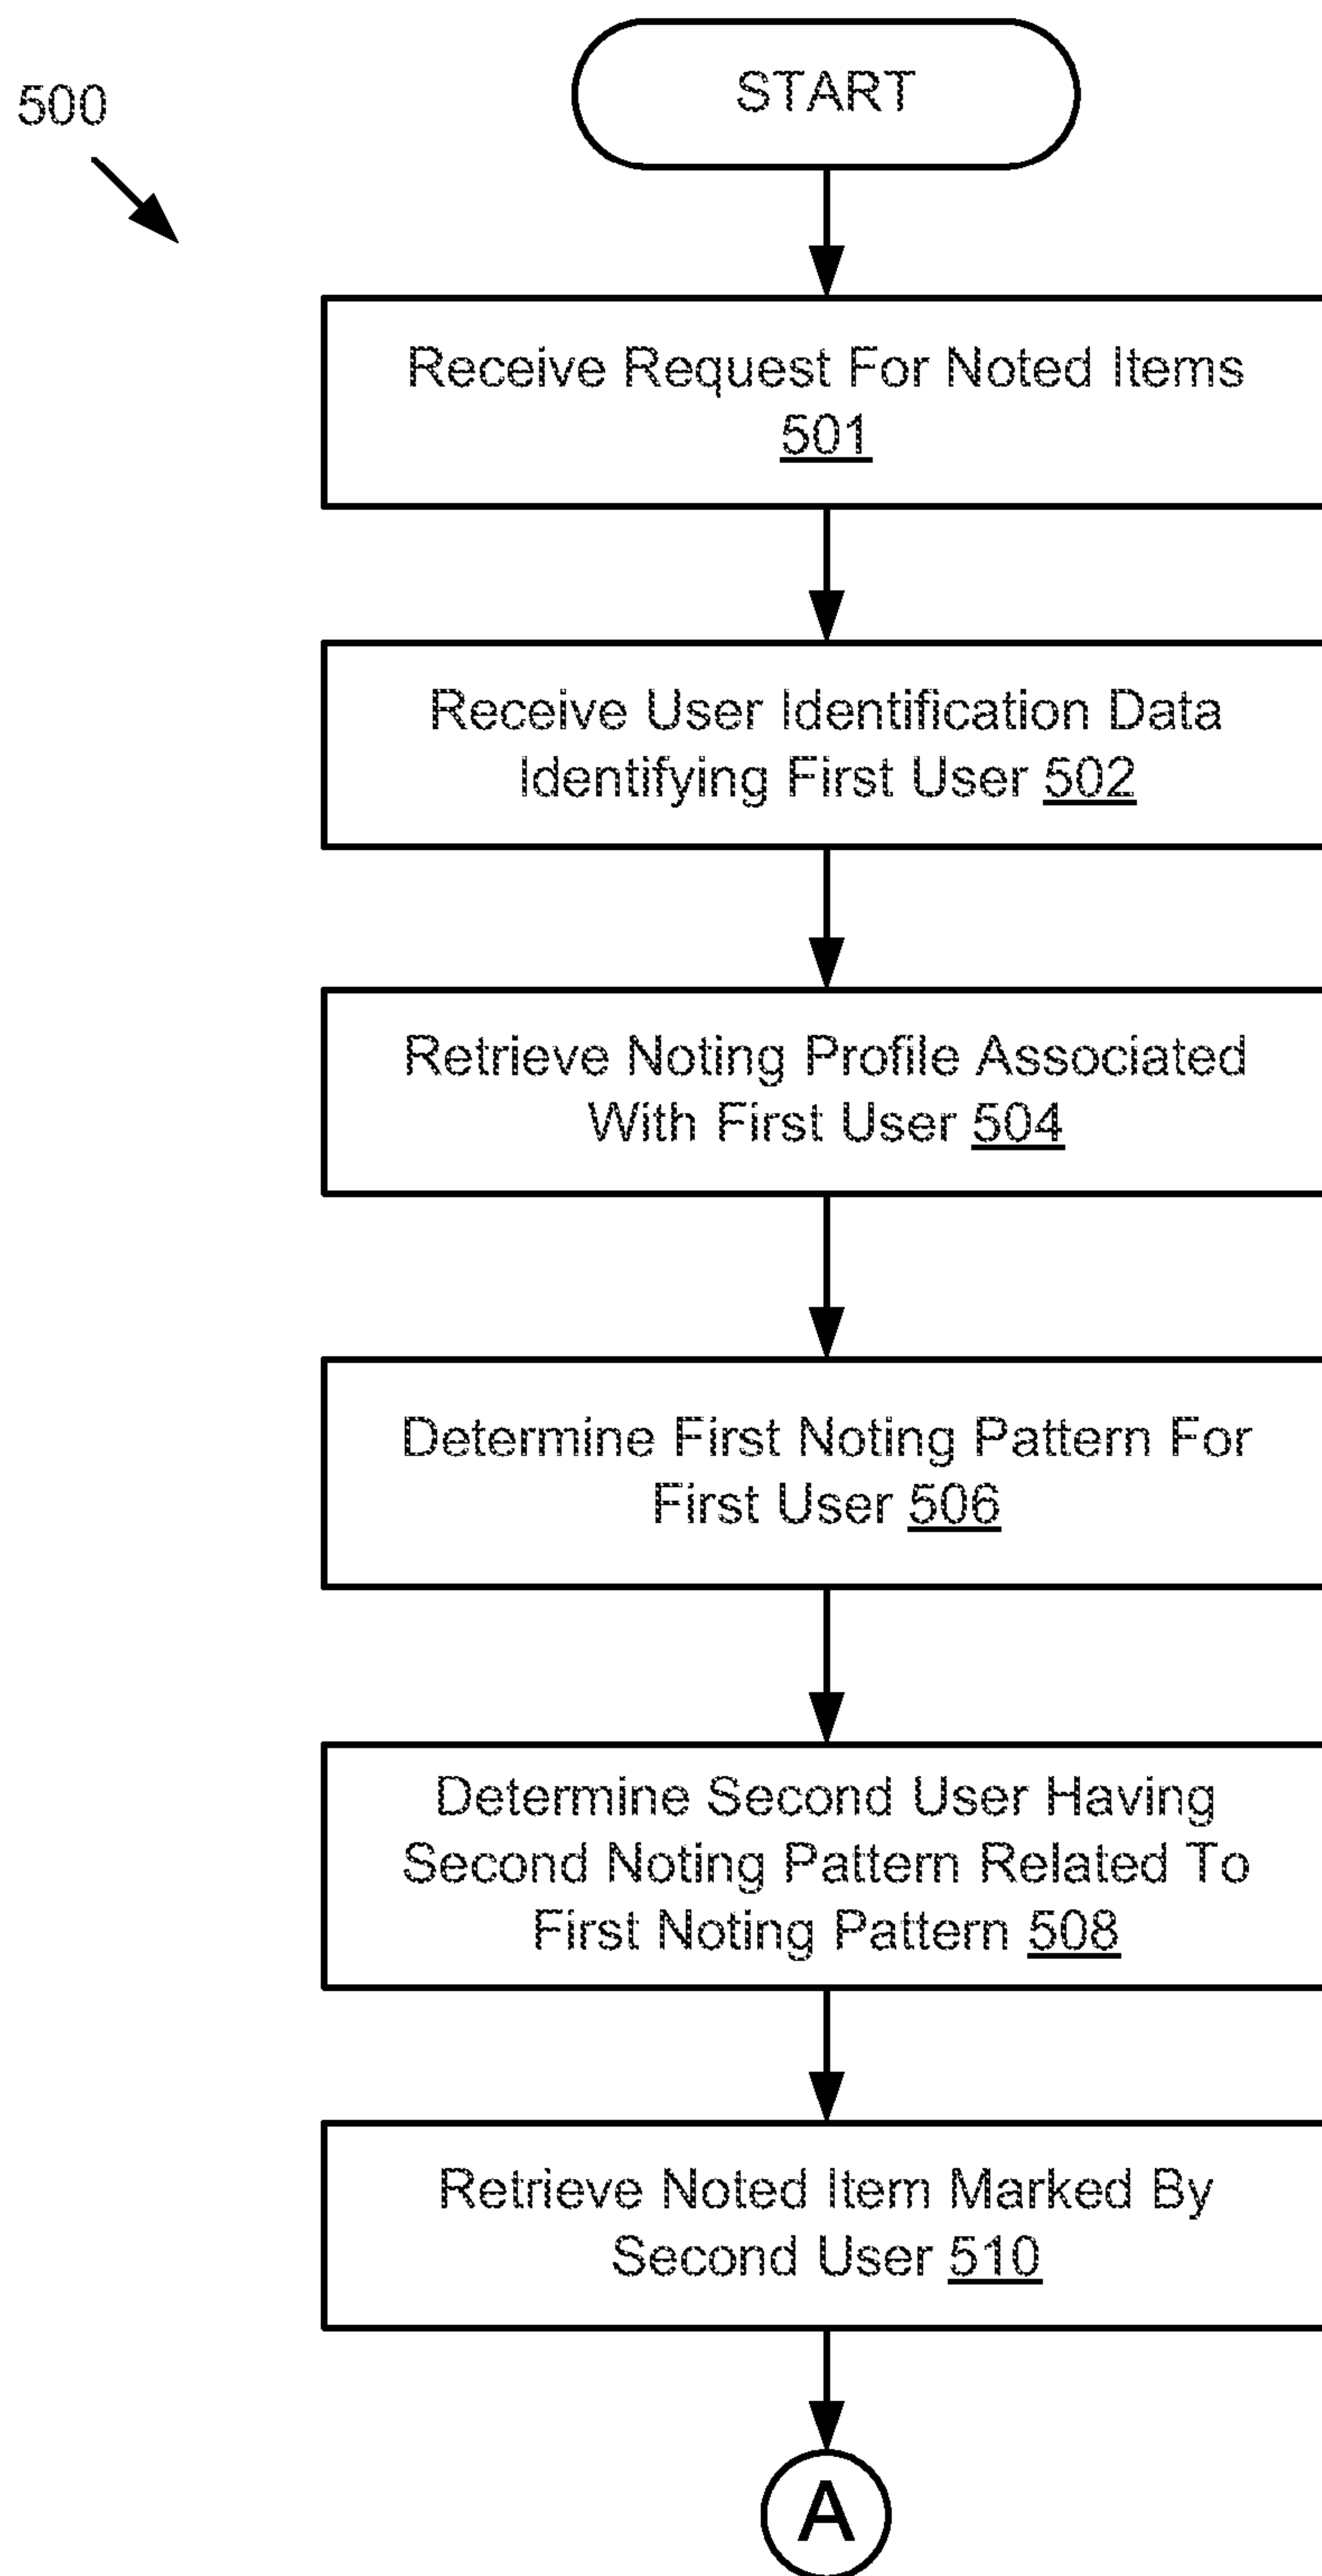 START
500
Receive Request For Noted Items
501
Receive User Identification Data
Identifying First User 502
Retrieve Noting Profile Associated
With First User 504
Determine First Noting Pattern For
First User 506
Determine Second User Having
Second Noting Pattern Related To
First Noting Pattern 508
Retrieve Noted Item Marked By
Second User 510
A